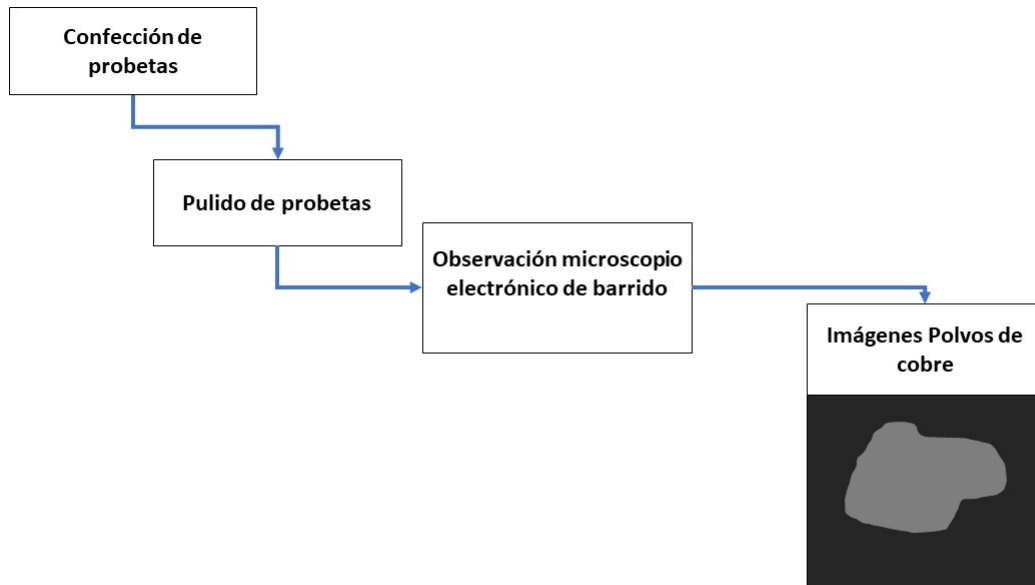 Confección de
probetas
Pulido de probetas
Observación microscopio
electrónico de barrido
Imágenes Polvos de
cobre